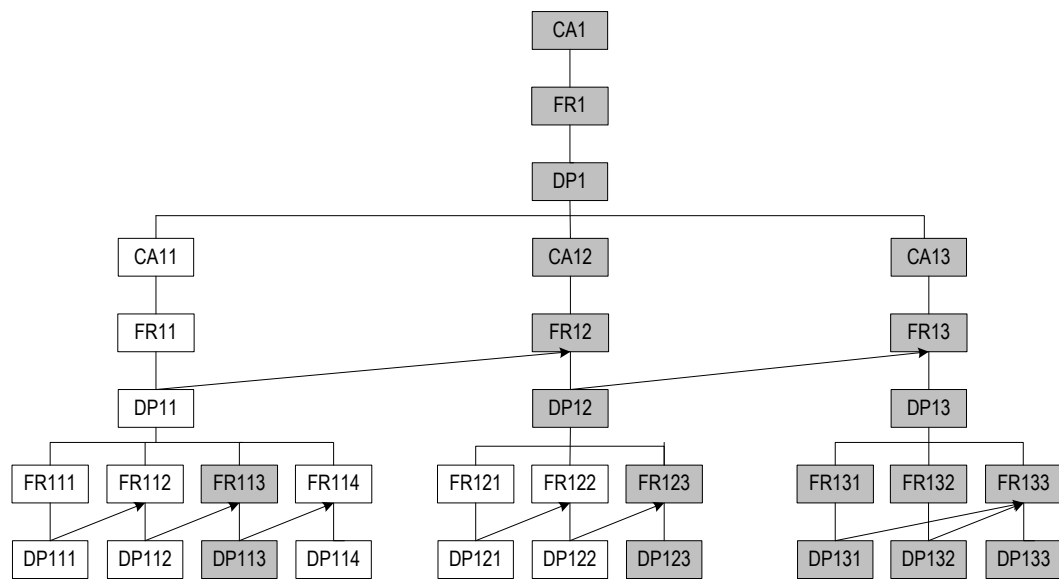 CA1
FR1
DP1
CA11 CA12 CA13
FR11 FR12 FR13
DP11 DP12 DP13
FR111 FR112 FR113 FR114 FR121 FR122 FR123 FR131 FR132 FR133
DP111 DP112 DP113 DP114 DP121 DP122 DP123 DP131 DP132 DP133